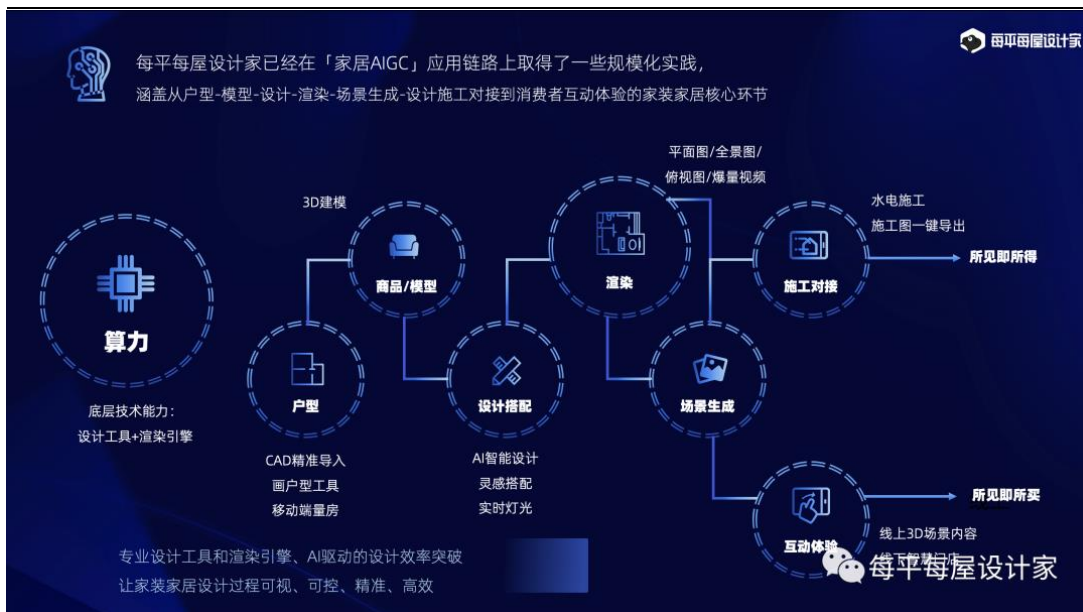 每平每屋设计家
每平每屋设计家已经在「家居AIGC」应用链路上取得了一些规模化实践，
涵盖从户型-模型-设计-渲染-场景生成-设计施工对接到消费者互动体验的家装家居核心环节
算力
底层技术能力：
设计工具+渲染引擎
户型
CAD精准导入
画户型工具
移动端量房
3D建模
商品/模型
设计搭配
AI智能设计
灵感搭配
实时灯光
渲染
平面图/全景图/
俯视图/爆量视频
场景生成
施工对接
水电施工
施工图一键导出
所见即所得
互动体验
所见即所买
线上3D场景内容
专业设计工具和渲染引擎、AI驱动的设计效率突破
让家装家居设计过程可视、可控、精准、高效
每平每屋设计家